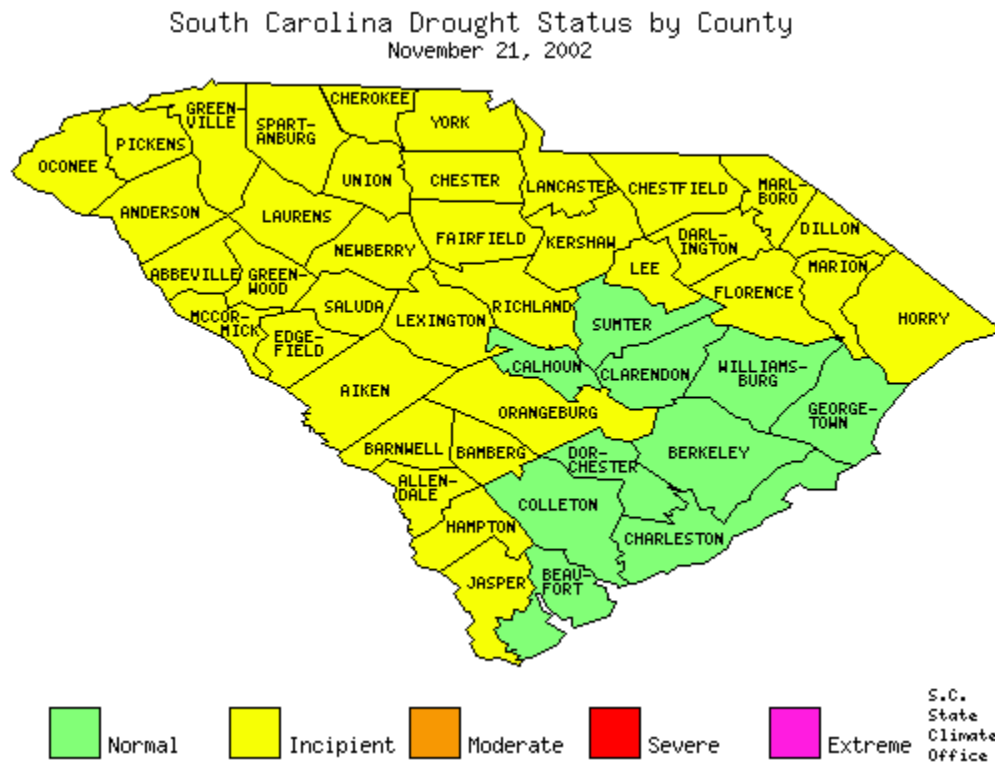 South Carolina Drought Status by County
November 21, 2002
CHEROKEE
GREEN-
VILLE
SPART-
ANBURG
YORK
PICKENS
OCONEE
UNION
CHESTER
LANCASTER
CHESTFIELD
MARL-
BORO
ANDERSON
LAURENS
DILLON
NEWBERRY
FAIRFIELD
KERSHAW
DARL-
INGTON
ABBEVILLE
GREEN-
WOOD
LEE
MARION
SALUDA
RICHLAND
FLORENCE
MCCOR-
MICK
EDGE-
FIELD
LEXINGTON
SUMTER
HORRY
CALHOUN
CLARENDON
WILLIAMS-
BURG
AIKEN
ORANGEBURG
GEORGE-
TOWN
BARNWELL
BAMBERG
DOR-
CHESTER
BERKELEY
ALLEN-
DALE
COLLETON
HAMPTON
CHARLESTON
JASPER
BEAU-
FORT
Normal
Incipient
Moderate
Severe
Extreme
S.C.
State
Climate
Office